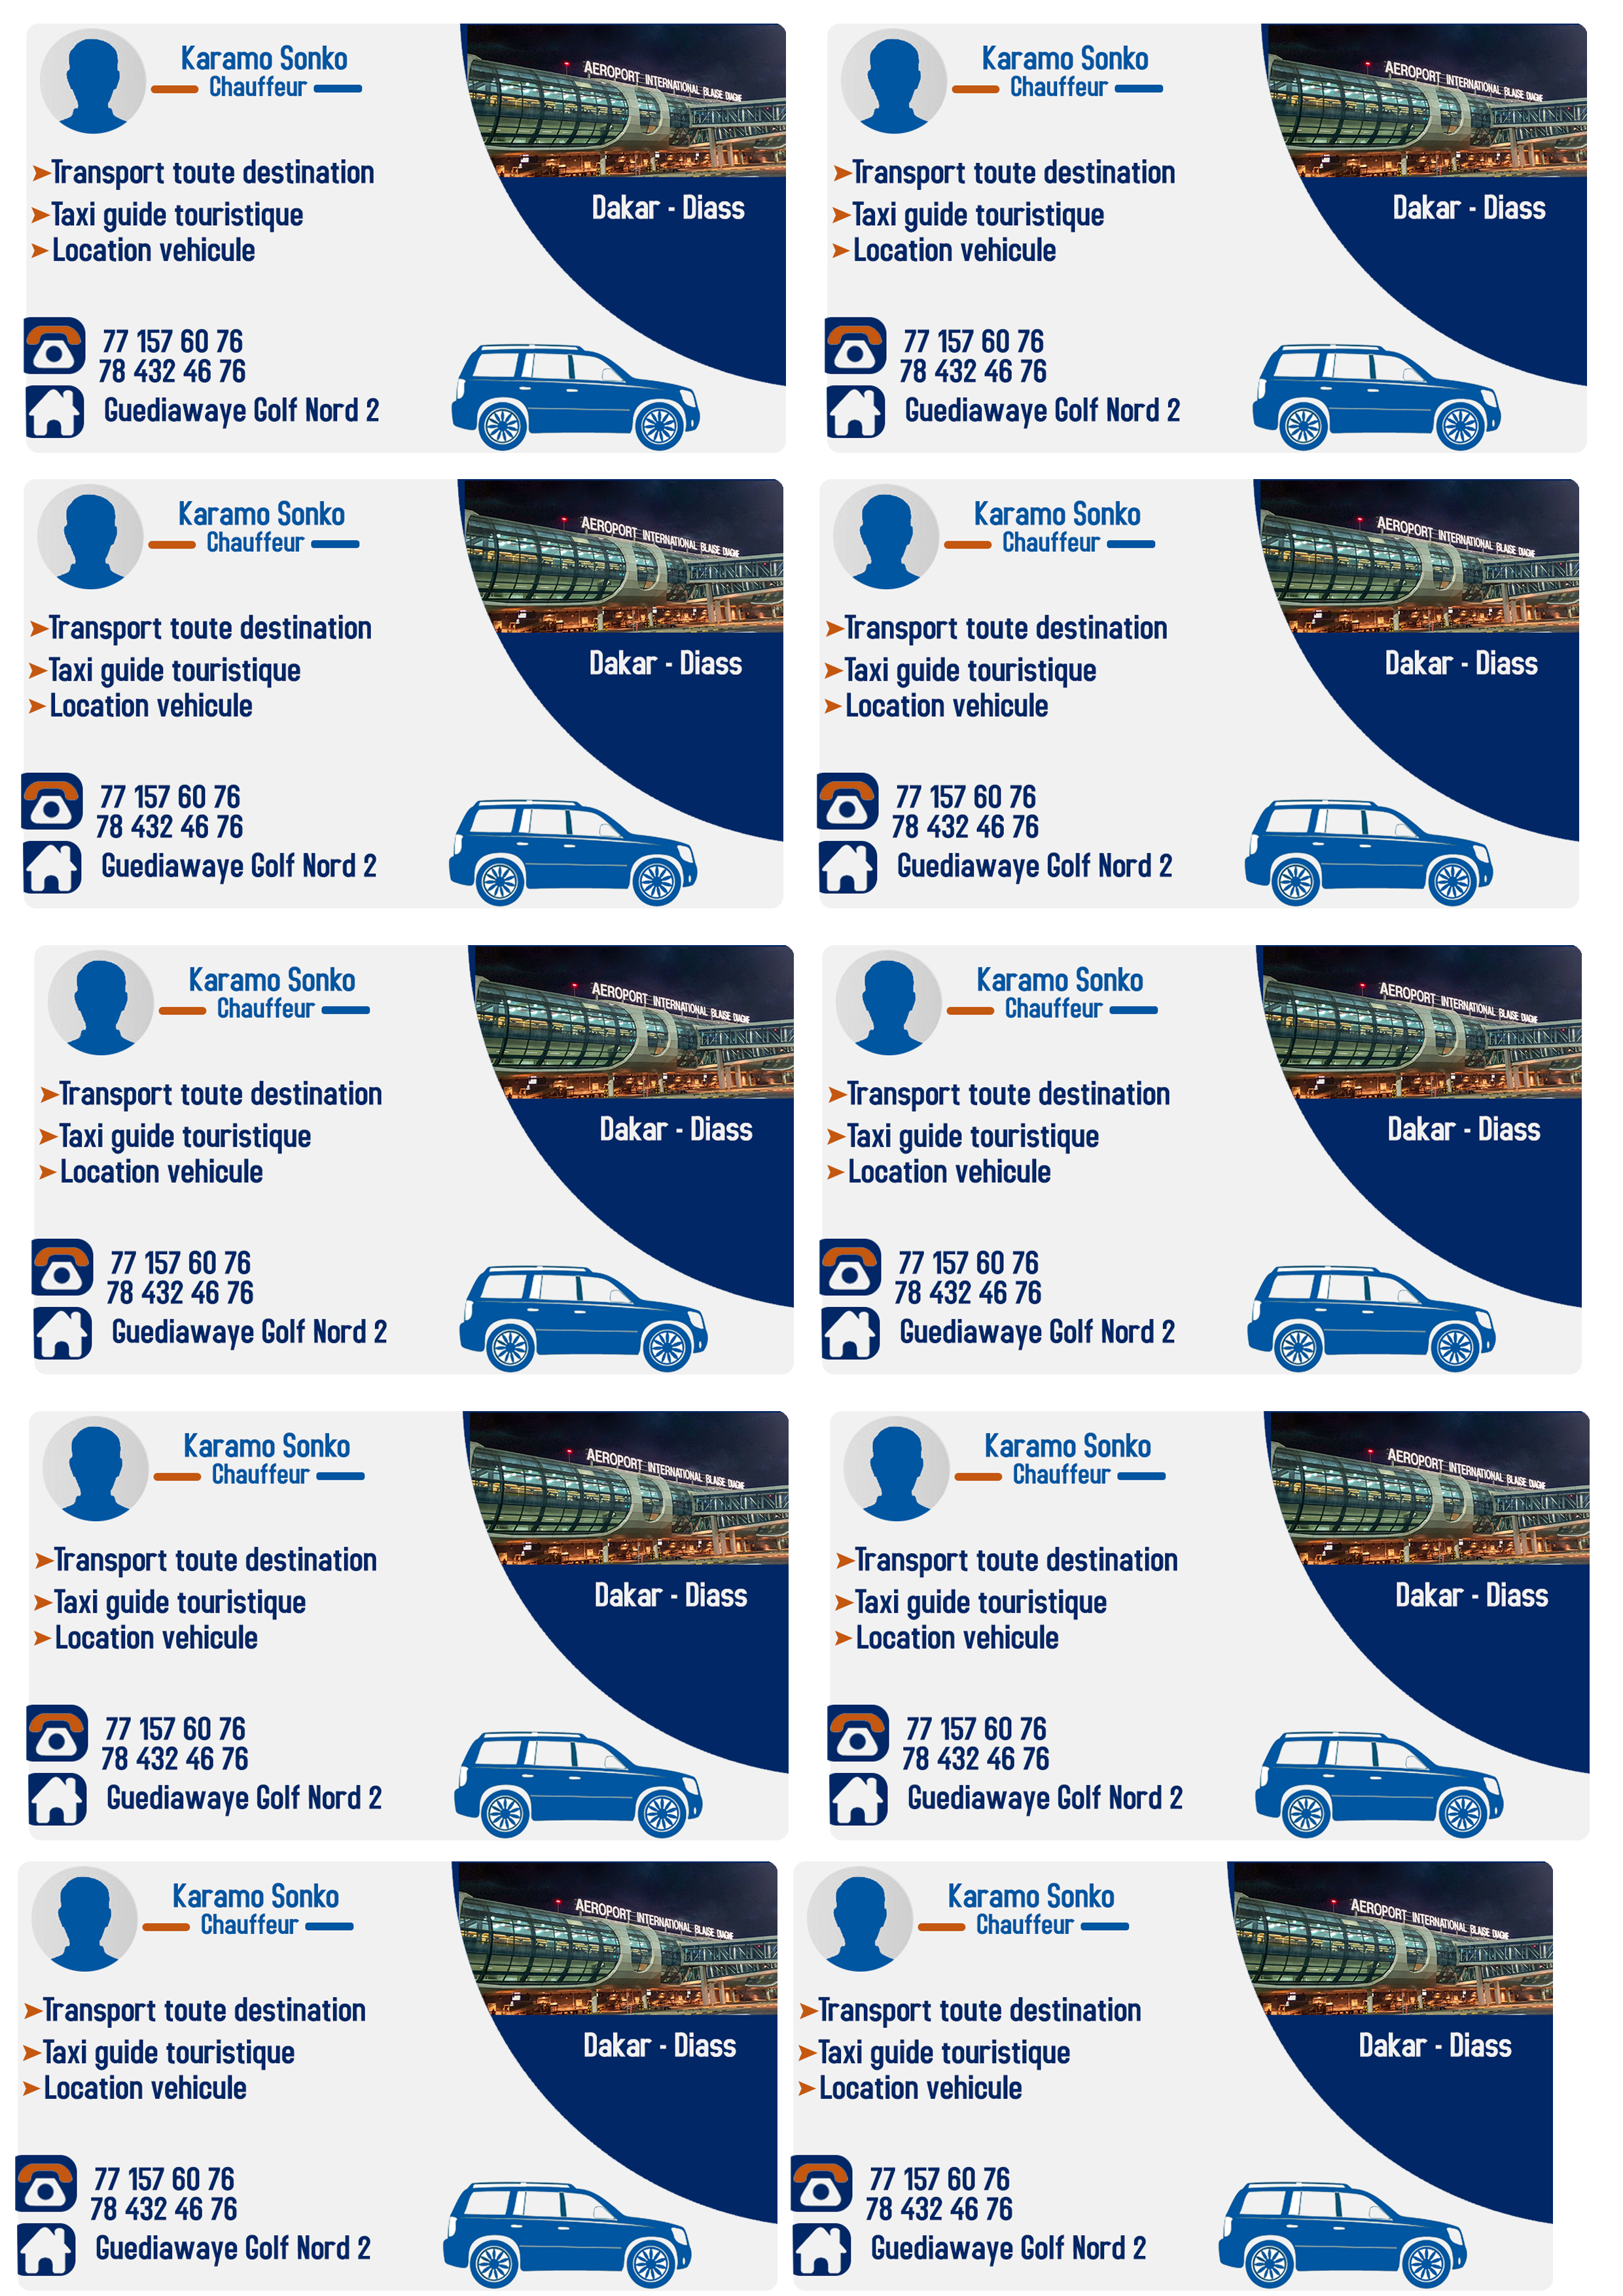 Karamo Sonko
Chauffeur
AEROPORT INTERNATIONAL BLAISE DIAGNE
Transport toute destination
Taxi guide touristique
Location vehicule
Dakar - Diass
77 157 60 76
78 432 46 76
Guediawaye Golf Nord 2
Karamo Sonko
Chauffeur
AEROPORT INTERNATIONAL BLAISE DIAGNE
Transport toute destination
Taxi guide touristique
Location vehicule
Dakar - Diass
77 157 60 76
78 432 46 76
Guediawaye Golf Nord 2
Karamo Sonko
Chauffeur
AEROPORT INTERNATIONAL BLAISE DIAGNE
Transport toute destination
Taxi guide touristique
Location vehicule
Dakar - Diass
77 157 60 76
78 432 46 76
Guediawaye Golf Nord 2
Karamo Sonko
Chauffeur
AEROPORT INTERNATIONAL BLAISE DIAGNE
Transport toute destination
Taxi guide touristique
Location vehicule
Dakar - Diass
77 157 60 76
78 432 46 76
Guediawaye Golf Nord 2
Karamo Sonko
Chauffeur
AEROPORT INTERNATIONAL BLAISE DIAGNE
Transport toute destination
Taxi guide touristique
Location vehicule
Dakar - Diass
77 157 60 76
78 432 46 76
Guediawaye Golf Nord 2
Karamo Sonko
Chauffeur
AEROPORT INTERNATIONAL BLAISE DIAGNE
Transport toute destination
Taxi guide touristique
Location vehicule
Dakar - Diass
77 157 60 76
78 432 46 76
Guediawaye Golf Nord 2
Karamo Sonko
Chauffeur
AEROPORT INTERNATIONAL BLAISE DIAGNE
Transport toute destination
Taxi guide touristique
Location vehicule
Dakar - Diass
77 157 60 76
78 432 46 76
Guediawaye Golf Nord 2
Karamo Sonko
Chauffeur
AEROPORT INTERNATIONAL BLAISE DIAGNE
Transport toute destination
Taxi guide touristique
Location vehicule
Dakar - Diass
77 157 60 76
78 432 46 76
Guediawaye Golf Nord 2
Karamo Sonko
Chauffeur
AEROPORT INTERNATIONAL BLAISE DIAGNE
Transport toute destination
Taxi guide touristique
Location vehicule
Dakar - Diass
77 157 60 76
78 432 46 76
Guediawaye Golf Nord 2
Karamo Sonko
Chauffeur
AEROPORT INTERNATIONAL BLAISE DIAGNE
Transport toute destination
Taxi guide touristique
Location vehicule
Dakar - Diass
77 157 60 76
78 432 46 76
Guediawaye Golf Nord 2